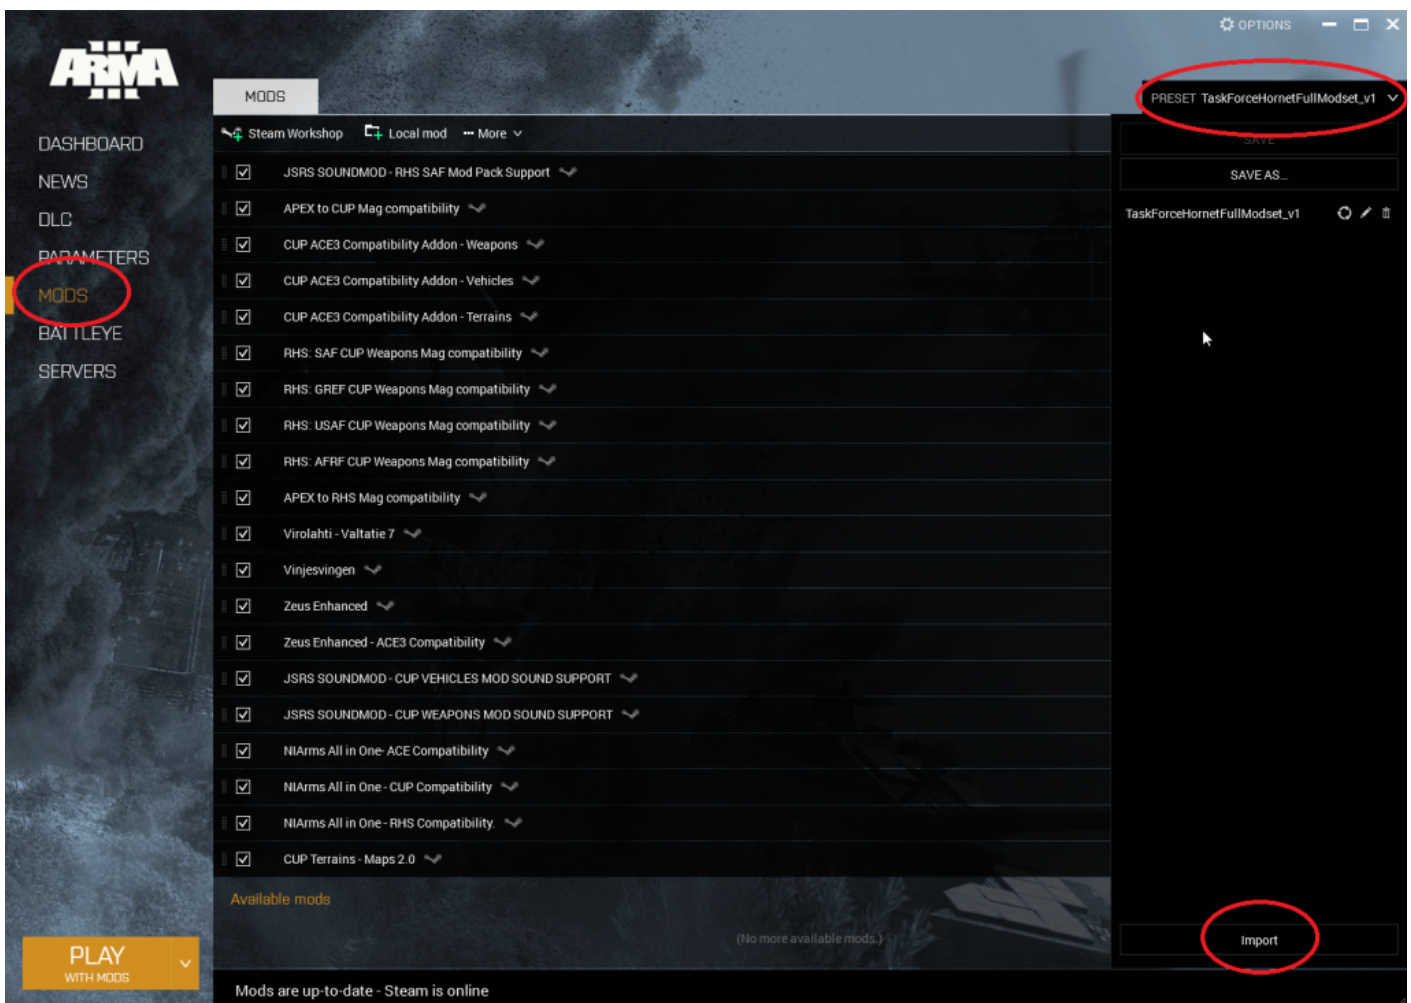 OPTIONS
ARMA III
MODS
PRESET TaskForceHornetFullModset_v1
DASHBOARD
NEWS
DLC
PARAMETERS
MODS
BATTLEYE
SERVERS
Steam Workshop Local mod ··· More
JSRS SOUNDMOD - RHS SAF Mod Pack Support
APEX to CUP Mag compatibility
CUP ACE3 Compatibility Addon - Weapons
CUP ACE3 Compatibility Addon - Vehicles
CUP ACE3 Compatibility Addon - Terrains
RHS: SAF CUP Weapons Mag compatibility
RHS: GREF CUP Weapons Mag compatibility
RHS: USAF CUP Weapons Mag compatibility
RHS: AFRF CUP Weapons Mag compatibility
APEX to RHS Mag compatibility
Virolahti - Valtatie 7
Vinjesvingen
Zeus Enhanced
Zeus Enhanced - ACE3 Compatibility
JSRS SOUNDMOD - CUP VEHICLES MOD SOUND SUPPORT
JSRS SOUNDMOD - CUP WEAPONS MOD SOUND SUPPORT
NIArms All in One- ACE Compatibility
NIArms All in One - CUP Compatibility
NIArms All in One - RHS Compatibility.
CUP Terrains - Maps 2.0
Available mods
(No more available mods.)
SAVE
SAVE AS...
TaskForceHornetFullModset_v1
Import
PLAY
WITH MODS
Mods are up-to-date - Steam is online